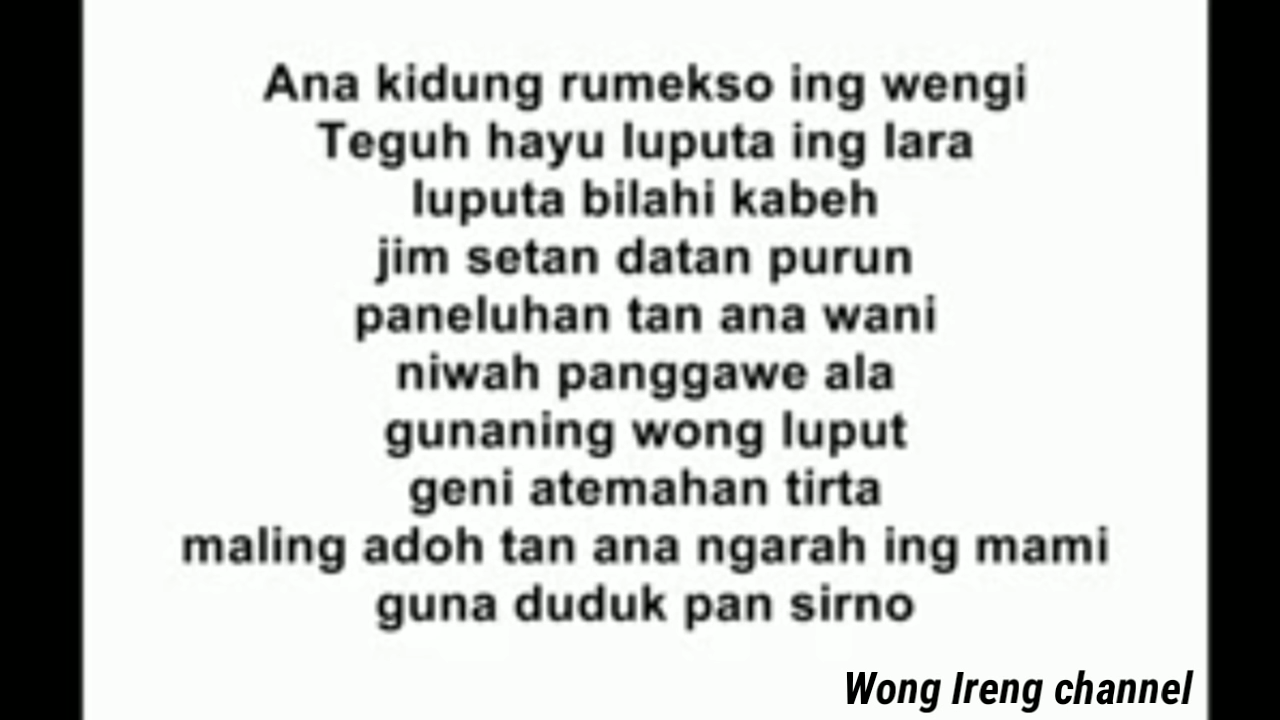 Ana kidung rumekso ing wengi
Teguh hayu luputa ing lara
luputa bilahi kabeh
jim setan datan purun
paneluhan tan ana wani
niwah panggawe ala
gunaning wong luput
geni atemahan tirta
maling adoh tan ana ngarah ing mami
guna duduk pan sirno
Wong Ireng channel